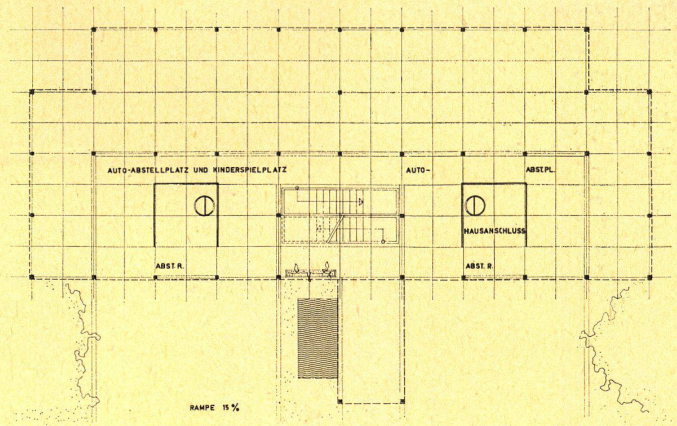 AUTO-ABSTELLPLATZ UND KINDERSPIELPLATZ
AUTO-
ABST.PL.
HAUSANSCHLUSS
ABST. R.
ABST. R.
RAMPE 15%